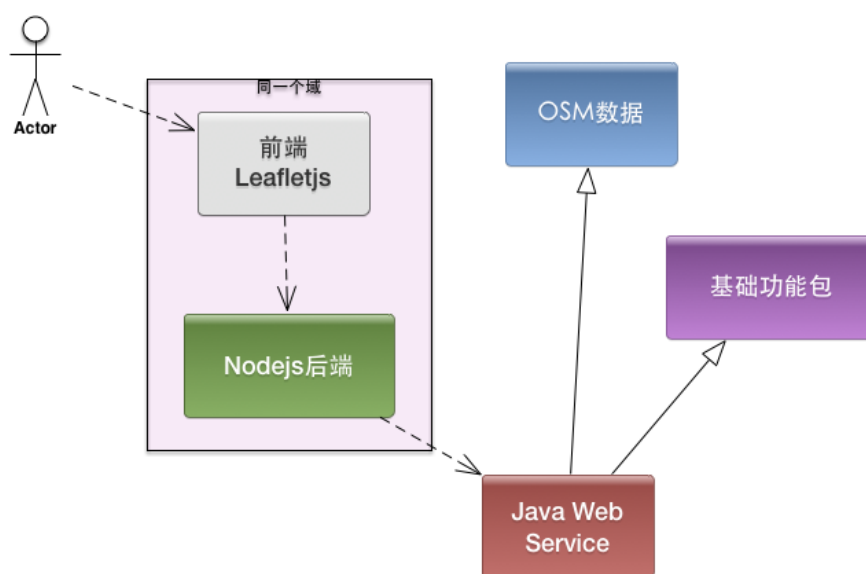 同一个域
Actor
前端
Leafletjs
OSM数据
基础功能包
Nodejs后端
Java Web
Service